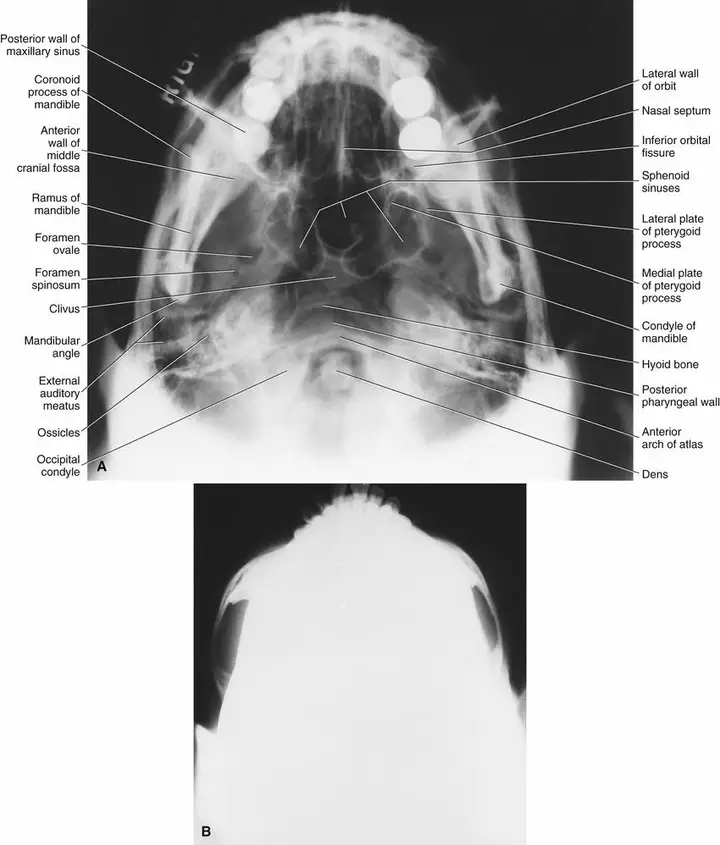 Posterior wall of
maxillary sinus
Coronoid
process of
mandible
Anterior
wall of
middle
cranial fossa
Ramus of
mandible
Foramen
ovale
Foramen
spinosum
Clivus
Mandibular
angle
External
auditory
meatus
Ossicles
Occipital
condyle
RIGHT
A
Lateral wall
of orbit
Nasal septum
Inferior orbital
fissure
Sphenoid
sinuses
Lateral plate
of pterygoid
process
Medial plate
of pterygoid
process
Condyle of
mandible
Hyoid bone
Posterior
pharyngeal wall
Anterior
arch of atlas
Dens
B